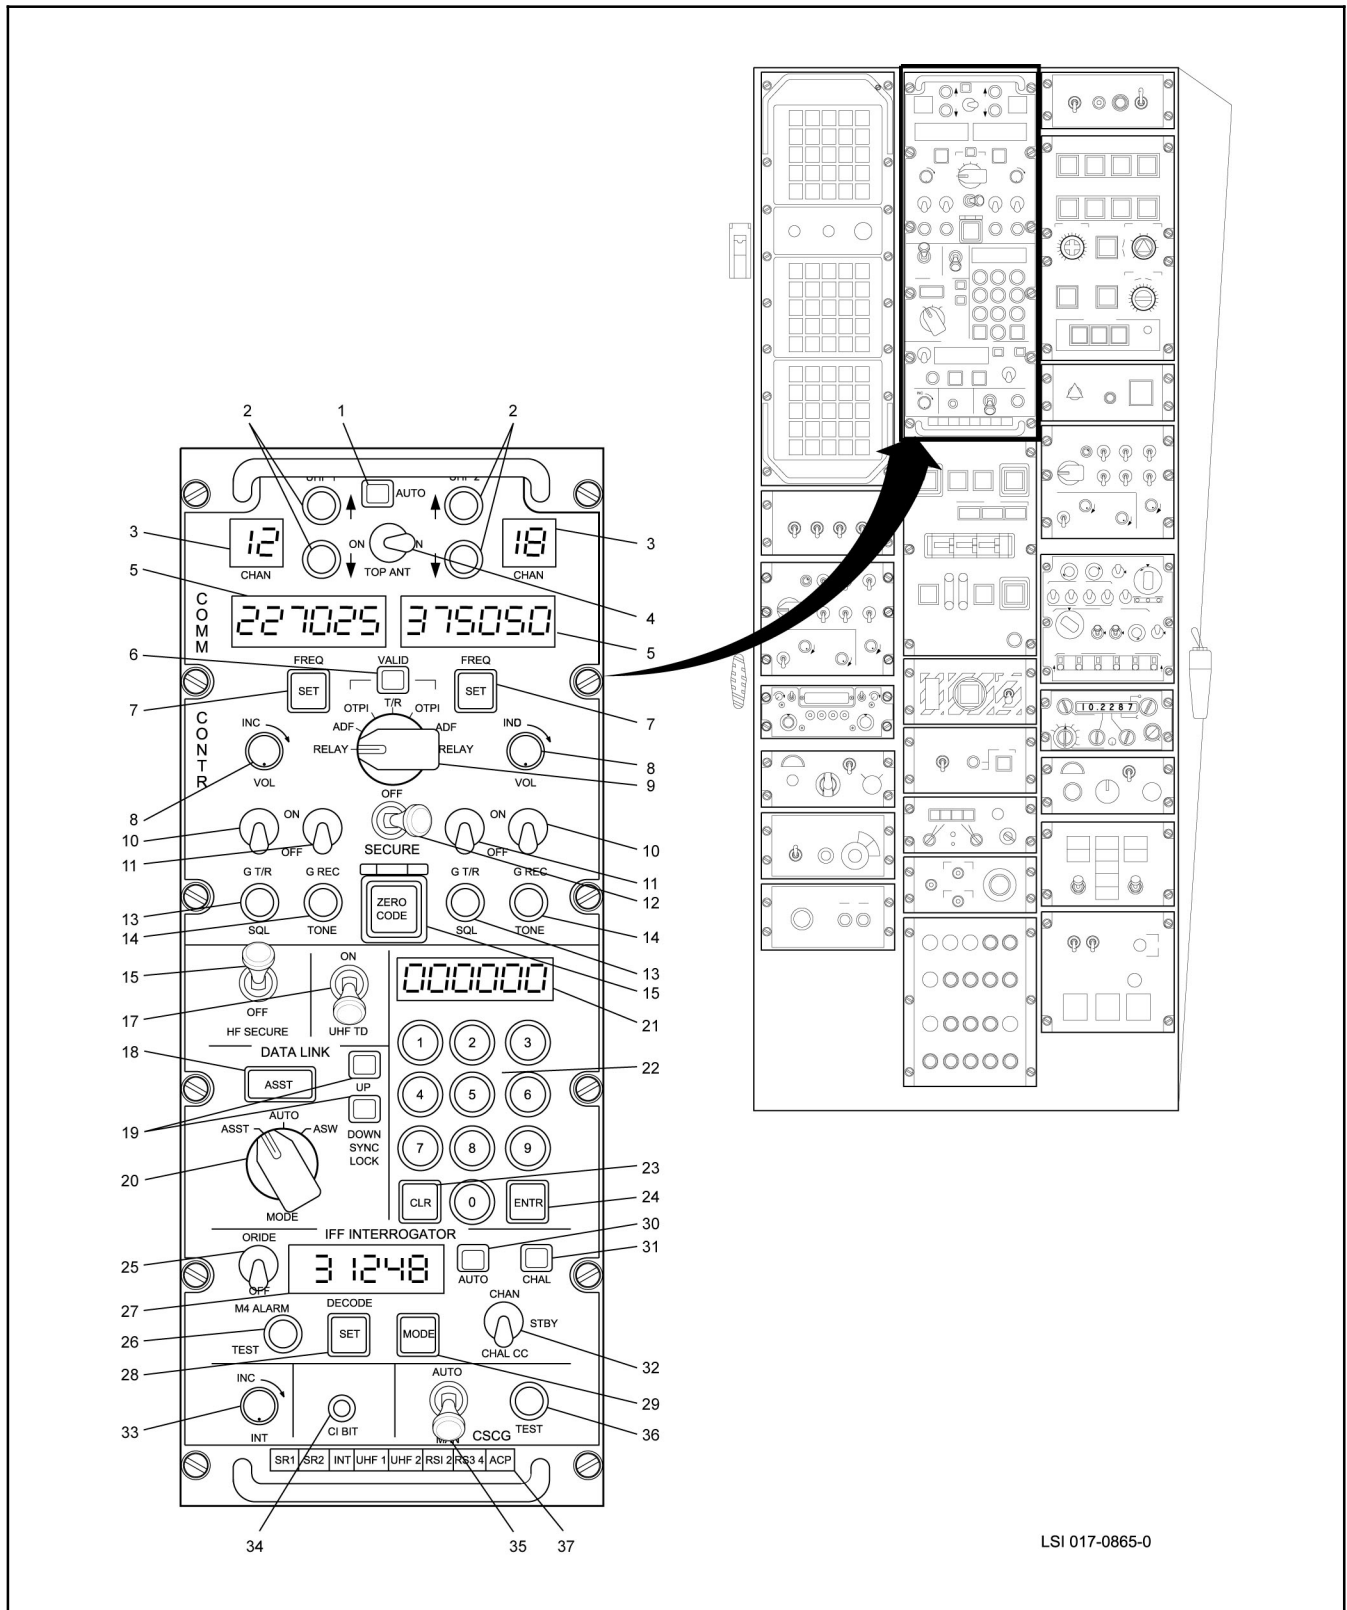 1
2
2
UHF 1
AUTO
UHF 2
3
12
CHAN
ON
TOP ANT
18
CHAN
3
4
5
COMM
227025
375050
5
6
FREQ
SET
VALID
FREQ
SET
7
7
CONTR
OTPI
T/R
OTPI
ADF
ADF
RELAY
RELAY
INC
VOL
IND
VOL
8
8
9
OFF
SECURE
10
ON
OFF
ON
OFF
10
11
11
12
G T/R
SQL
G REC
TONE
ZERO
CODE
G T/R
SQL
G REC
TONE
13
14
14
13
15
15
OFF
HF SECURE
17
ON
UHF TD
000000
21
DATA LINK
18
ASST
UP
DOWN
SYNC
LOCK
19
20
AUTO
ASST
ASW
MODE
1
2
3
4
5
6
7
8
9
CLR
0
ENTR
22
23
24
IFF INTERROGATOR
ORIDE
OFF
25
31248
27
AUTO
CHAL
30
31
M4 ALARM
TEST
26
DECODE
SET
28
MODE
29
CHAN
STBY
CHAL CC
32
INC
INT
33
CI BIT
AUTO
MAN
CSCG
TEST
36
SR1 SR2 INT UHF 1 UHF 2 RSI 2 RS3 4 ACP
34
35
37
INC
10.2287
LSI 017-0865-0